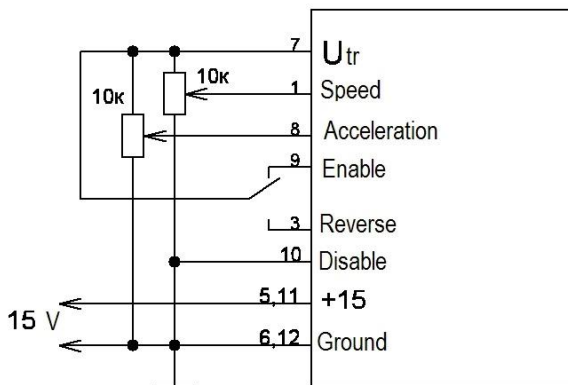 7 Utr
10к 1 Speed
10к
8 Acceleration
9 Enable
3 Reverse
10 Disable
5,11 +15
15 V
6,12 Ground